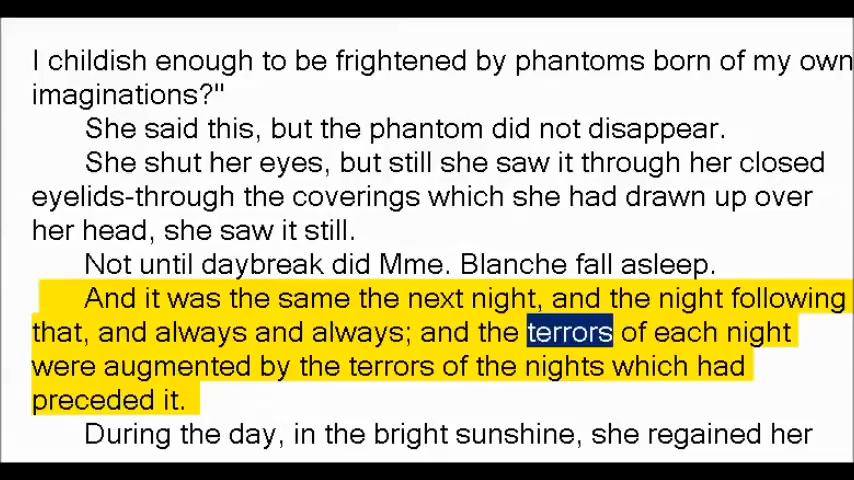 I childish enough to be frightened by phantoms born of my own
imaginations?"
She said this, but the phantom did not disappear.
She shut her eyes, but still she saw it through her closed
eyelids-through the coverings which she had drawn up over
her head, she saw it still.
Not until daybreak did Mme. Blanche fall asleep.
And it was the same the next night, and the night following
that, and always and always; and the terrors of each night
were augmented by the terrors of the nights which had
preceded it.
During the day, in the bright sunshine, she regained her